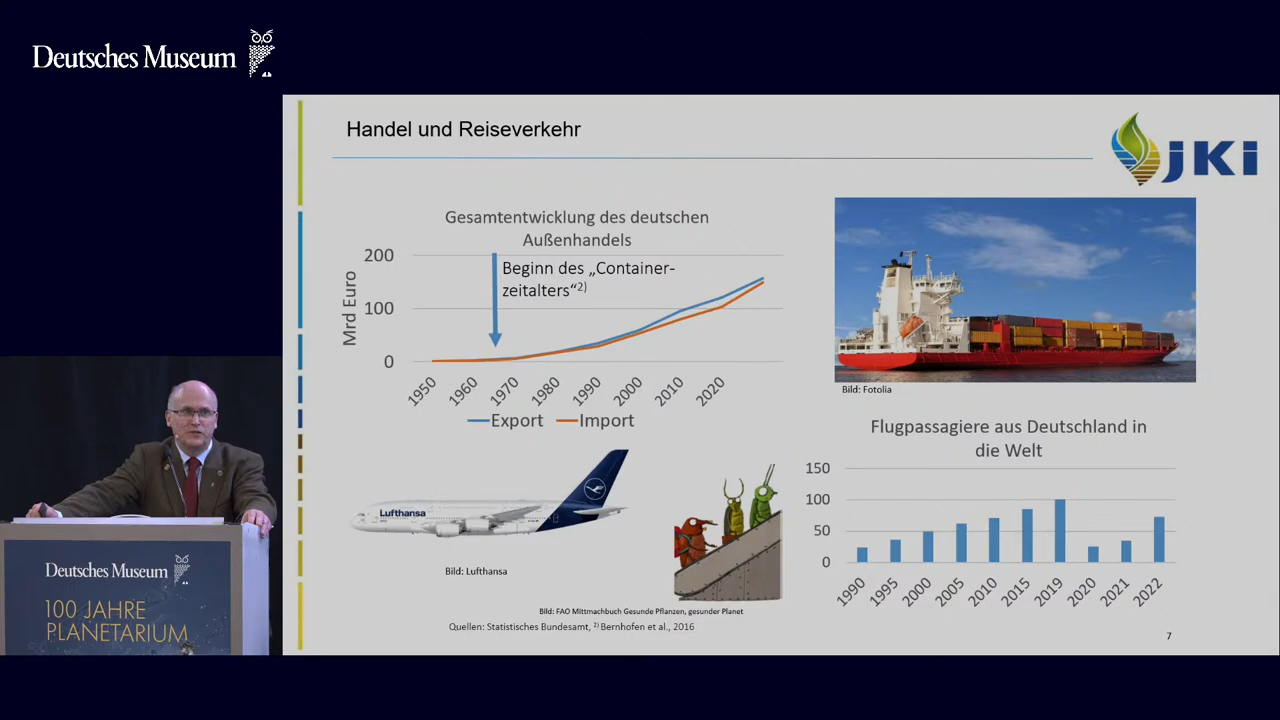 Deutsches Museum
Handel und Reiseverkehr
JKI
Gesamtentwicklung des deutschen
Außenhandels
Beginn des „Container-
zeitalters“2)
Mrd Euro
200
100
0
1950
1960
1970
1980
1990
2000
2010
2020
Export
Import
Bild: Fotolia
Flugpassagiere aus Deutschland in
die Welt
150
100
50
0
1990
1995
2000
2005
2010
2015
2019
2020
2021
2022
Lufthansa
Bild: Lufthansa
Bild: FAO Mittmachbuch Gesunde Pflanzen, gesunder Planet
Quellen: Statistisches Bundesamt, 2) Bernhofen et al., 2016
7
Deutsches Museum
100 JAHRE
PLANETARIUM